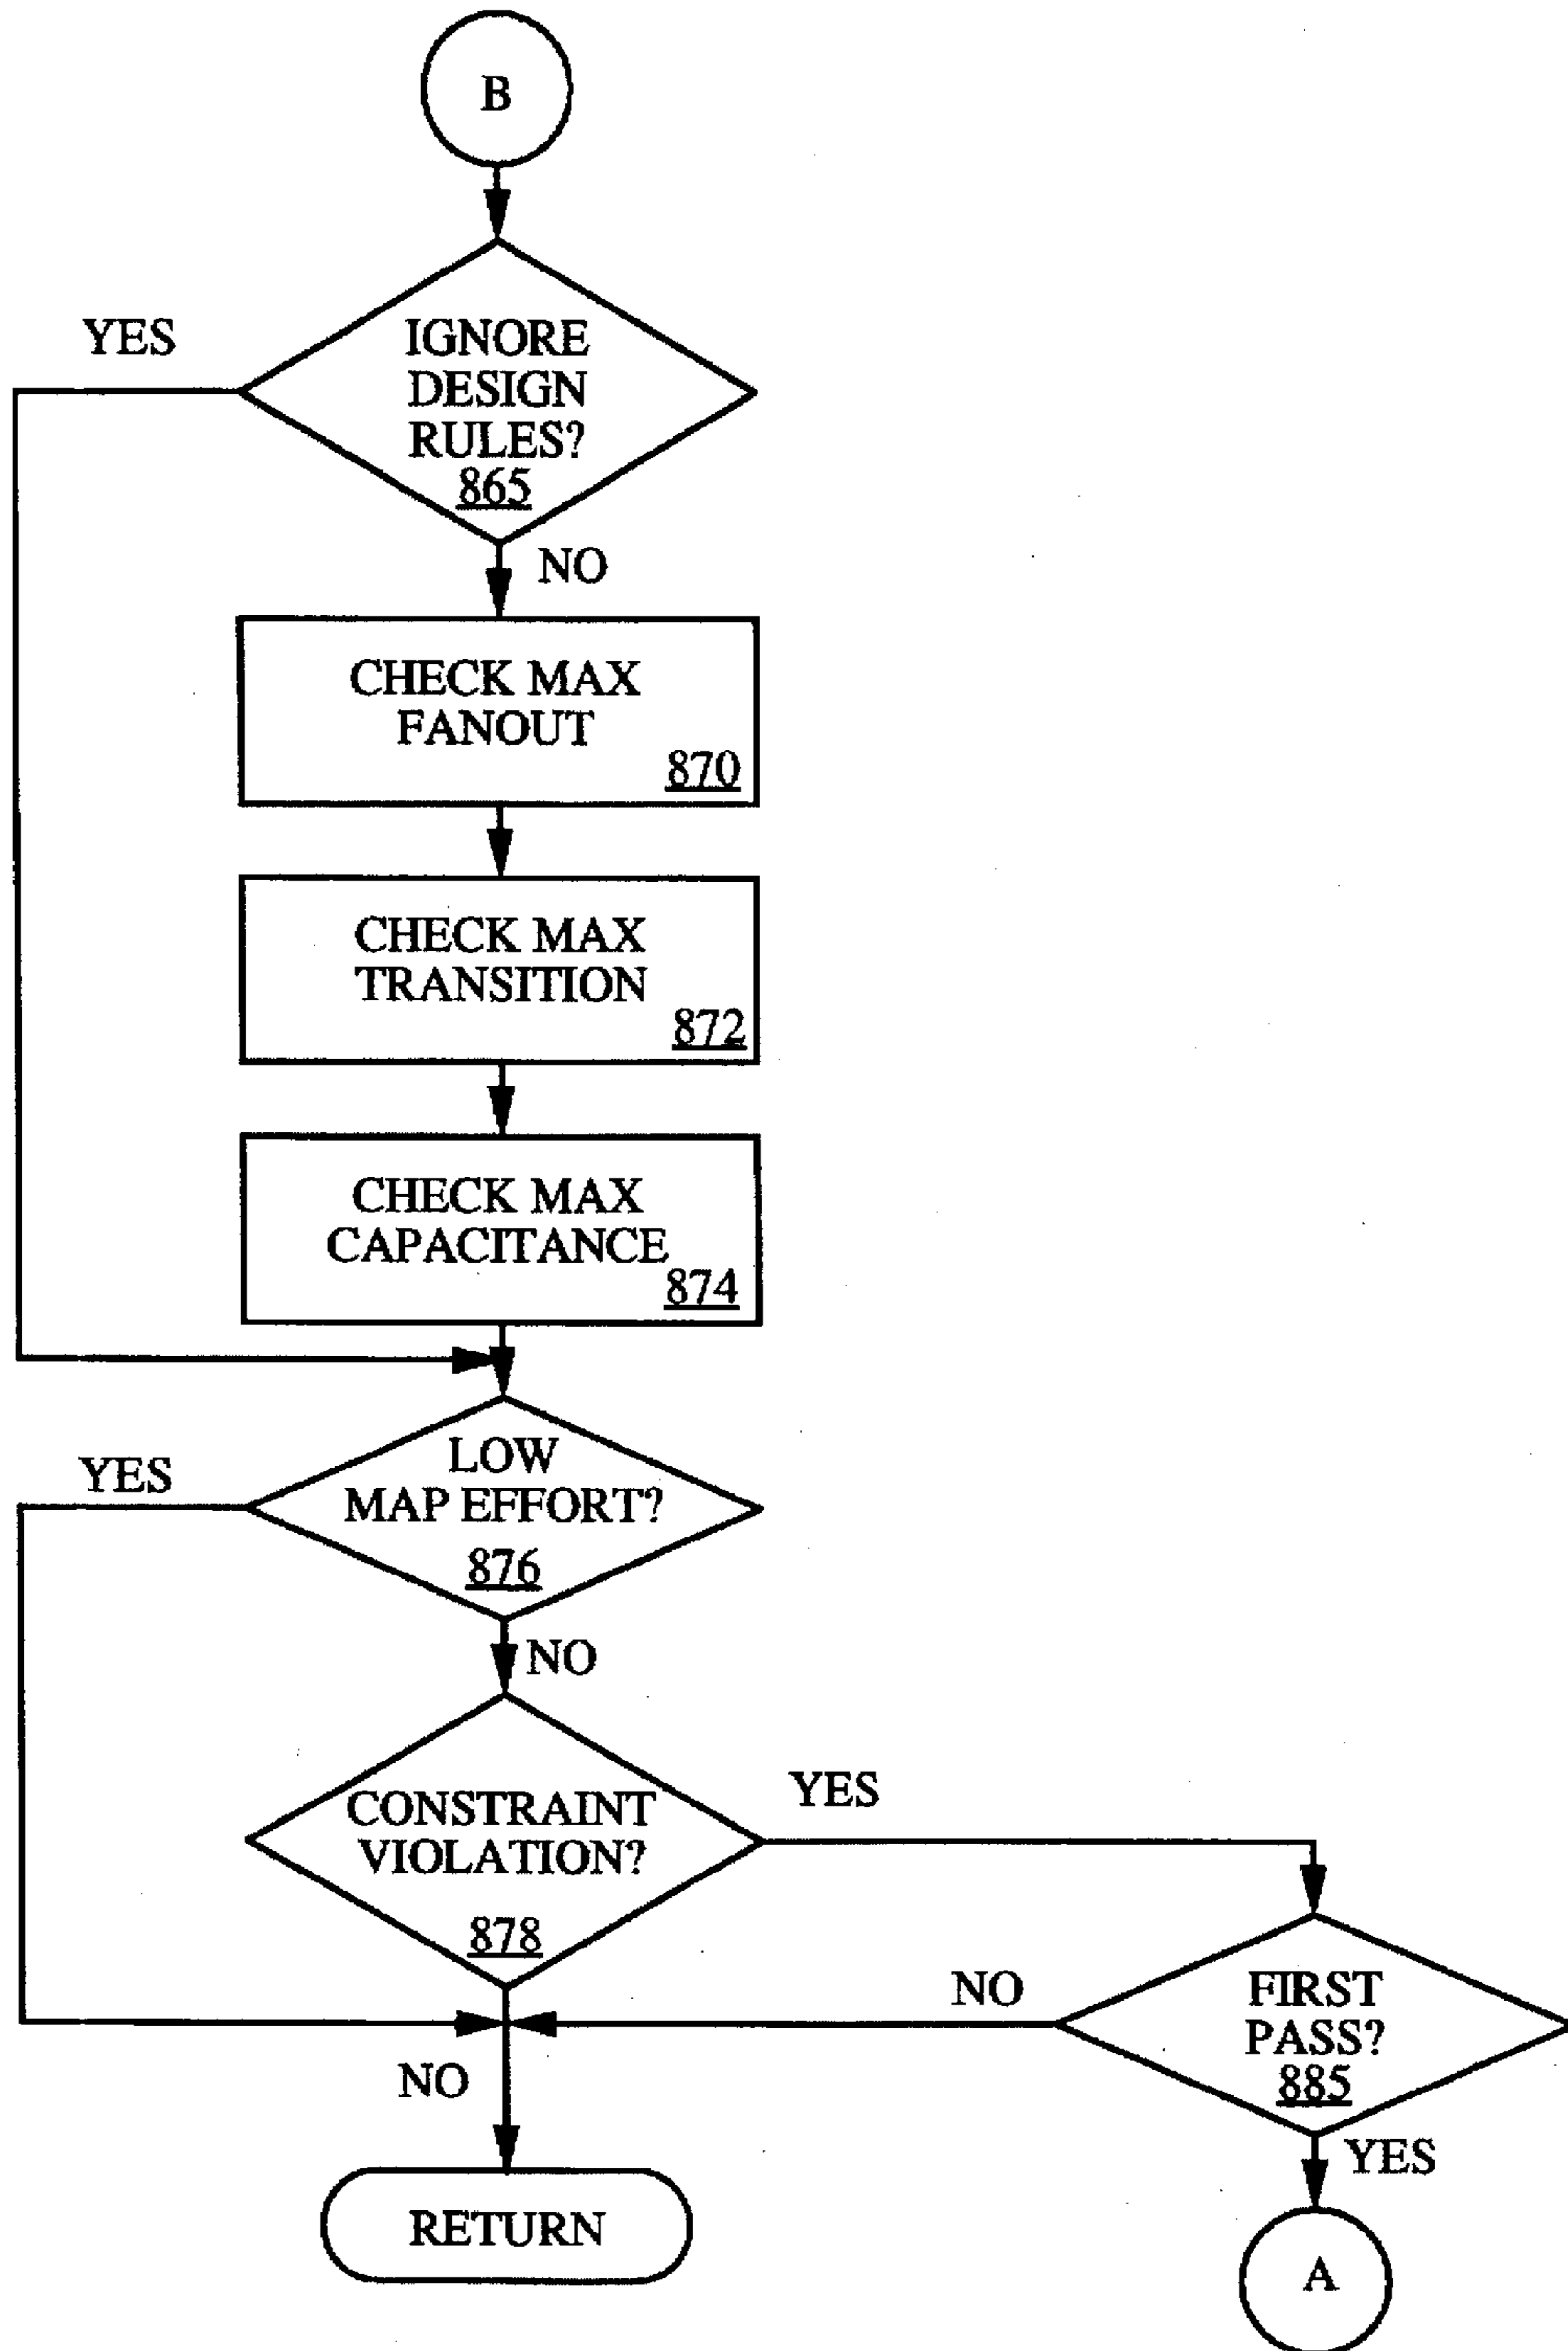 B
YES
IGNORE
DESIGN
RULES?
865
NO
CHECK MAX
FANOUT
870
CHECK MAX
TRANSITION
872
CHECK MAX
CAPACITANCE
874
YES
LOW
MAP EFFORT?
876
NO
CONSTRAINT
VIOLATION?
878
YES
NO
FIRST
PASS?
885
NO
YES
RETURN
A